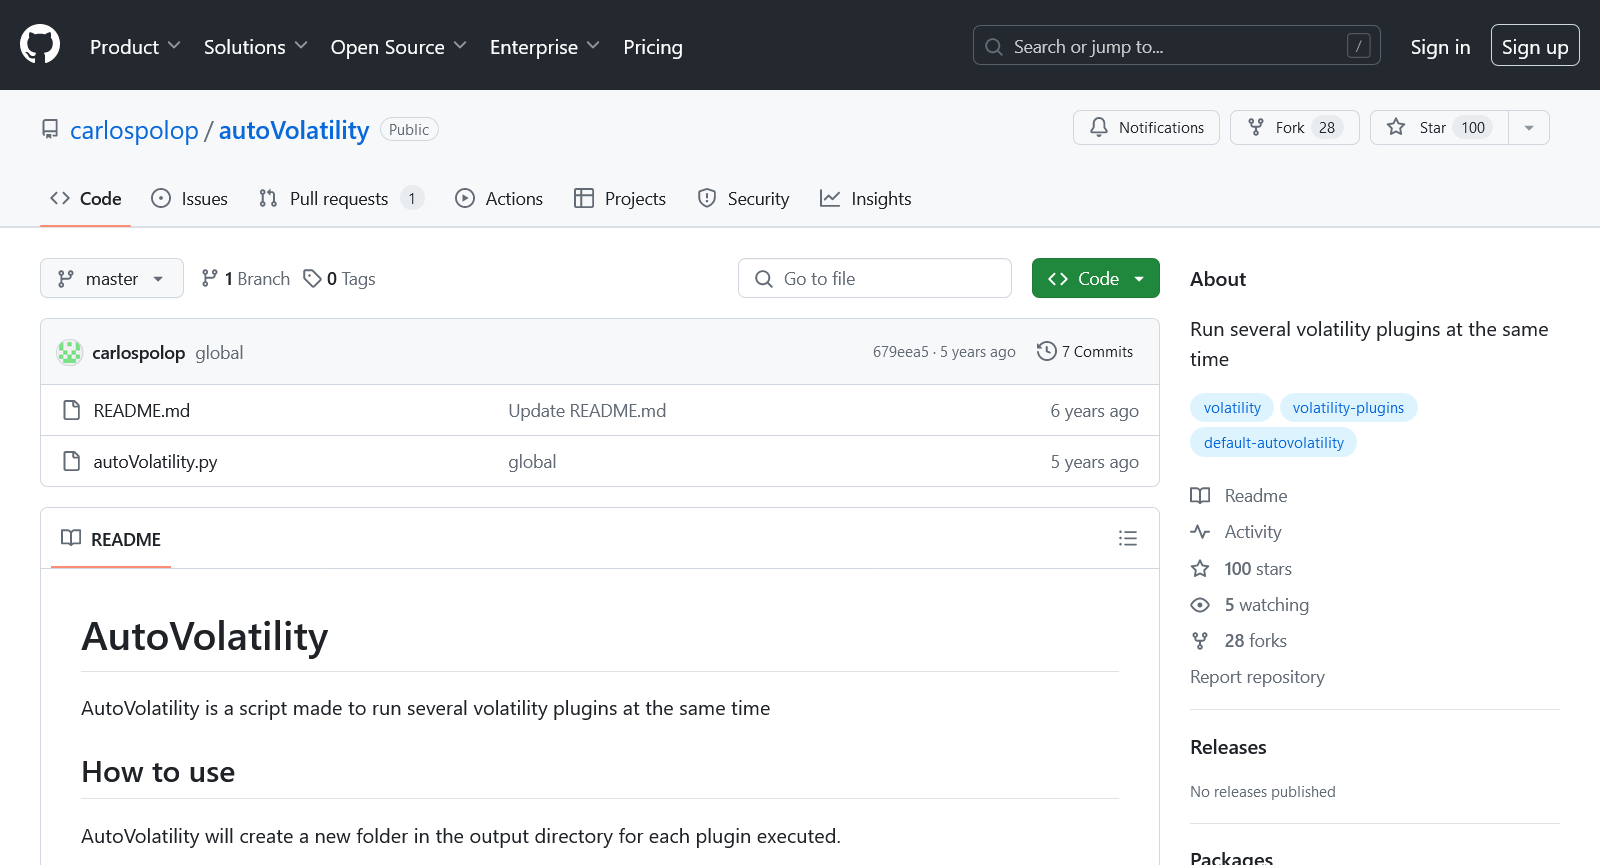 Product Solutions Open Source Enterprise Pricing Search or jump to... / Sign in Sign up
carlospolop / autoVolatility Public Notifications Fork 28 Star 100
Code Issues Pull requests 1 Actions Projects Security Insights
master 1 Branch 0 Tags Go to file Code
carlospolop global 679eea5 · 5 years ago 7 Commits
README.md Update README.md 6 years ago
autoVolatility.py global 5 years ago
README
AutoVolatility
AutoVolatility is a script made to run several volatility plugins at the same time
How to use
AutoVolatility will create a new folder in the output directory for each plugin executed.
About
Run several volatility plugins at the same
time
volatility volatility-plugins
default-autovolatility
Readme
Activity
100 stars
5 watching
28 forks
Report repository
Releases
No releases published
Packages